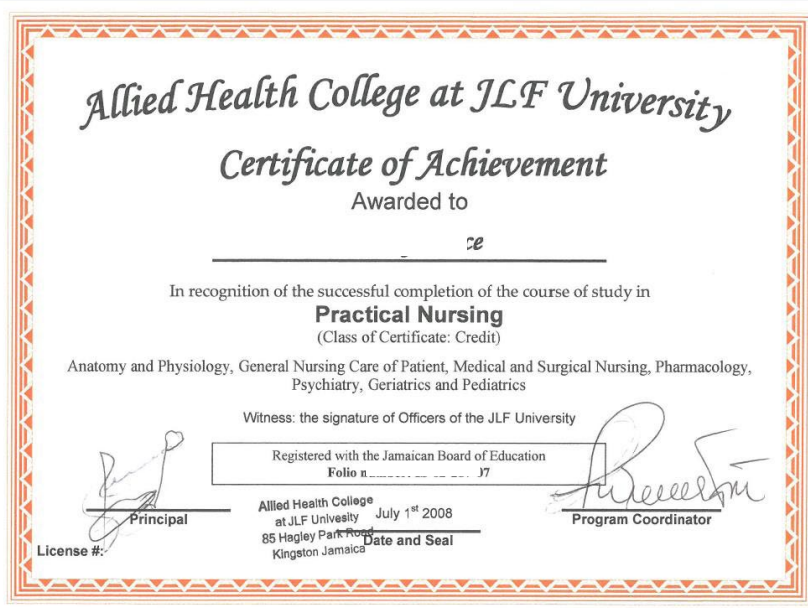 Allied Health College at JLF University
Certificate of Achievement
Awarded to
In recognition of the successful completion of the course of study in
Practical Nursing
(Class of Certificate: Credit)
Anatomy and Physiology, General Nursing Care of Patient, Medical and Surgical Nursing, Pharmacology,
Psychiatry, Geriatrics and Pediatrics
Witness: the signature of Officers of the JLF University
Registered with the Jamaican Board of Education
Folio
Principal
License #:
Allied Health College
at JLF Univesity
85 Hagley Park Road
Kingston Jamaica
July 1st 2008
Date and Seal
Program Coordinator